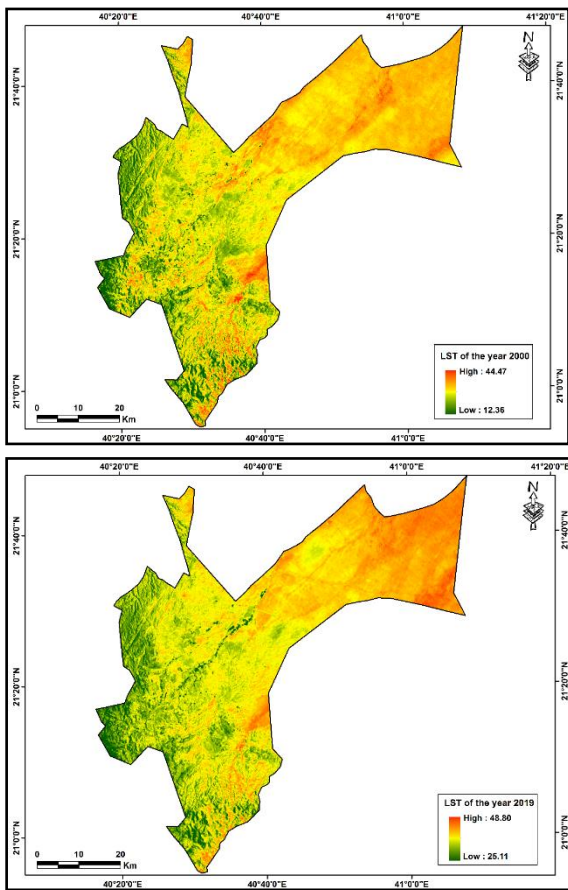 40°20'0"E 40°40'0"E 41°0'0"E 41°20'0"E
N
21°40'0"N 21°40'0"N
21°20'0"N 21°20'0"N
LST of the year 2000
High : 44.47
Low : 12.36
21°0'0"N 21°0'0"N
0 10 20
Km
40°20'0"E 40°40'0"E 41°0'0"E
40°20'0"E 40°40'0"E 41°0'0"E 41°20'0"E
N
21°40'0"N 21°40'0"N
21°20'0"N 21°20'0"N
LST of the year 2019
High : 48.80
Low : 25.11
21°0'0"N 21°0'0"N
0 10 20
Km
40°20'0"E 40°40'0"E 41°0'0"E